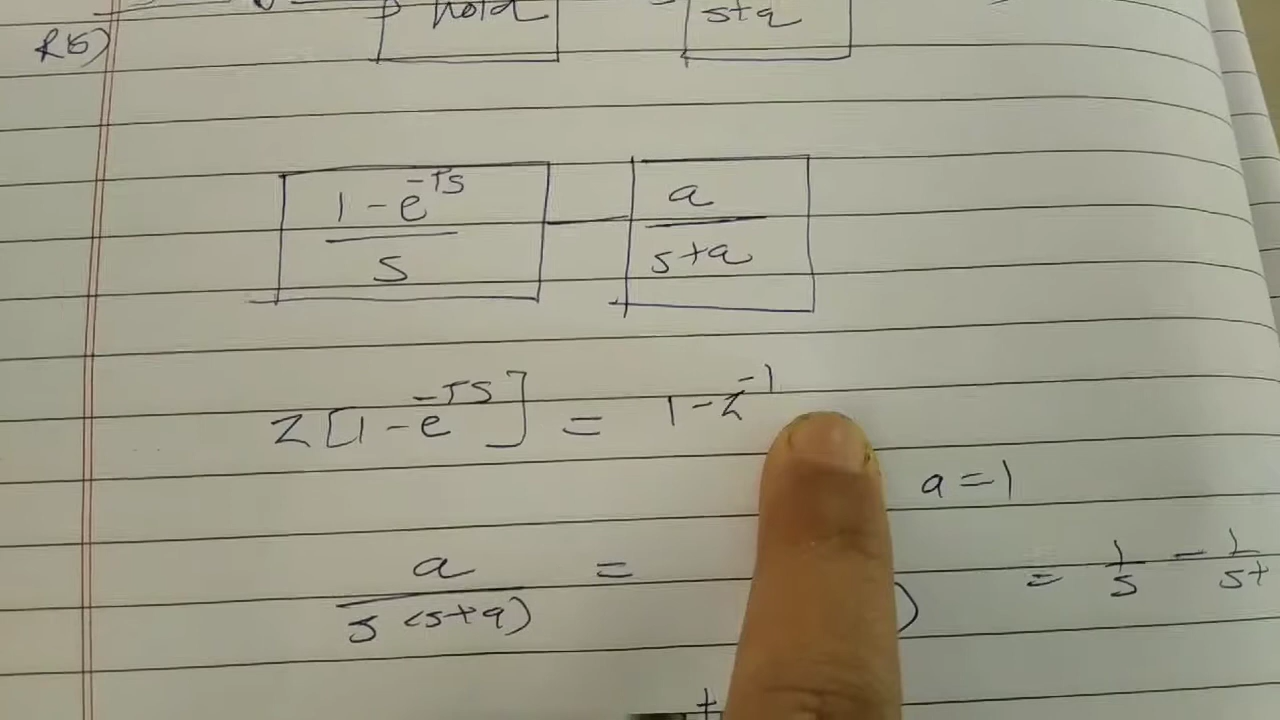 hold
s+a
R(s)
1-e^-Ts / s
a / s+a
Z[1-e^-Ts] = 1-z^-1
a=1
a / s(s+a) =
) = 1/s - 1/s+